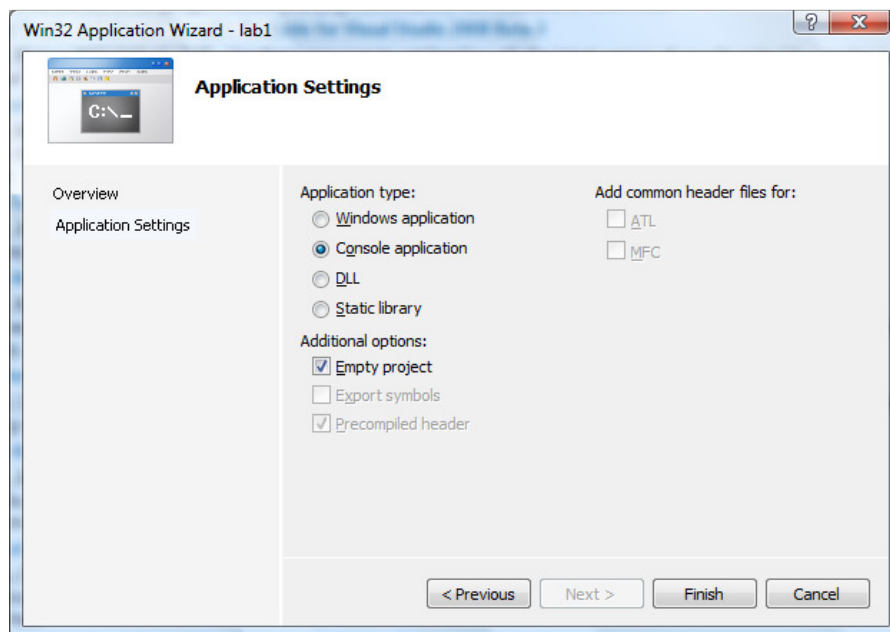 Win32 Application Wizard - lab1
C:\_
Application Settings
Overview
Application Settings
Application type:
Windows application
Console application
DLL
Static library
Additional options:
Empty project
Export symbols
Precompiled header
Add common header files for:
ATL
MFC
< Previous
Next >
Finish
Cancel